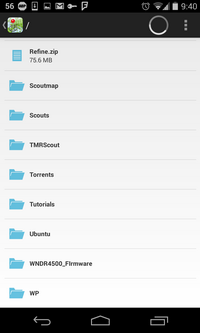 56
9:40
/
Refine.zip
75.6 MB
Scoutmap
Scouts
TMRScout
Torrents
Tutorials
Ubuntu
WNDR4500_FIrmware
WP